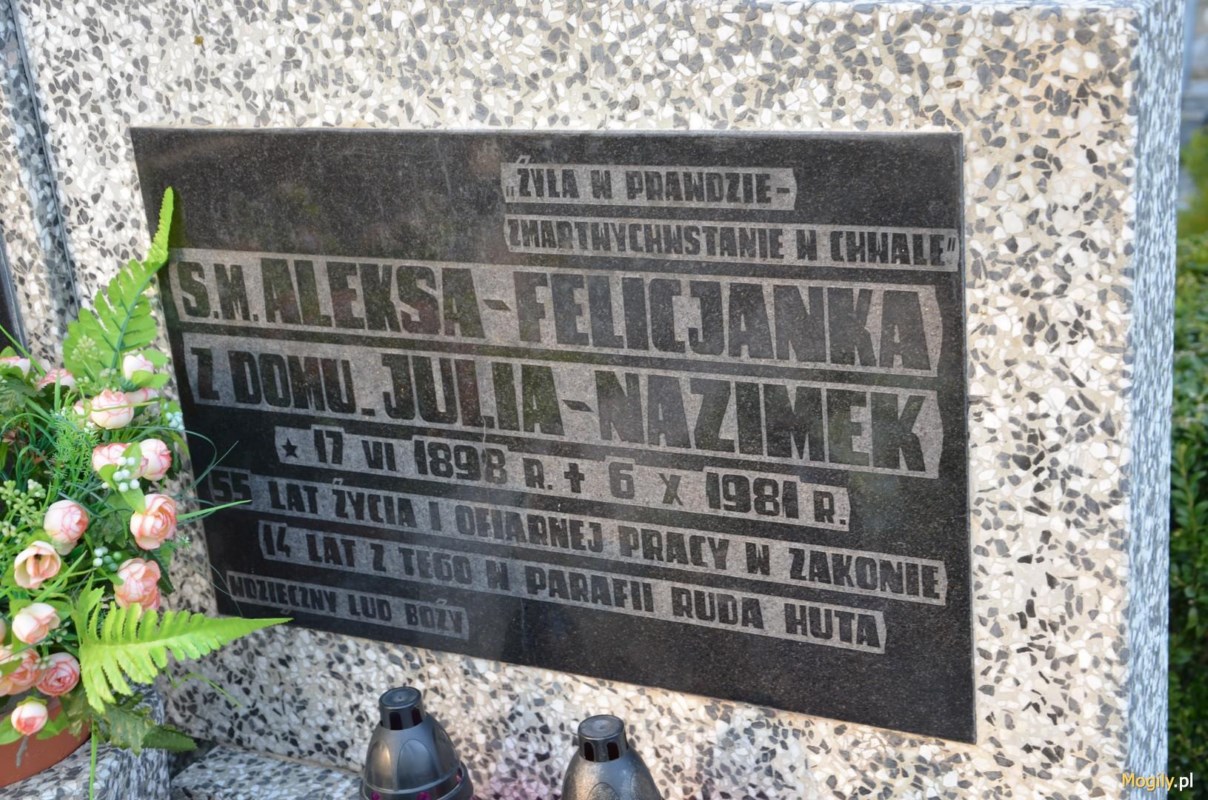 „ŻYŁA W PRAWDZIE –
ZMARTWYCHWSTANIE W CHWALE”
S.M. ALEKSA – FELICJANKA
Z DOMU - JULIA – NAZIMEK
* 17 VI 1898 R. + 6 X 1981 R.
55 LAT ŻYCIA I OFIARNEJ PRACY W ZAKONIE
14 LAT Z TEGO W PARAFII RUDA HUTA
WDZIĘCZNY LUD BOŻY
Mogily.pl